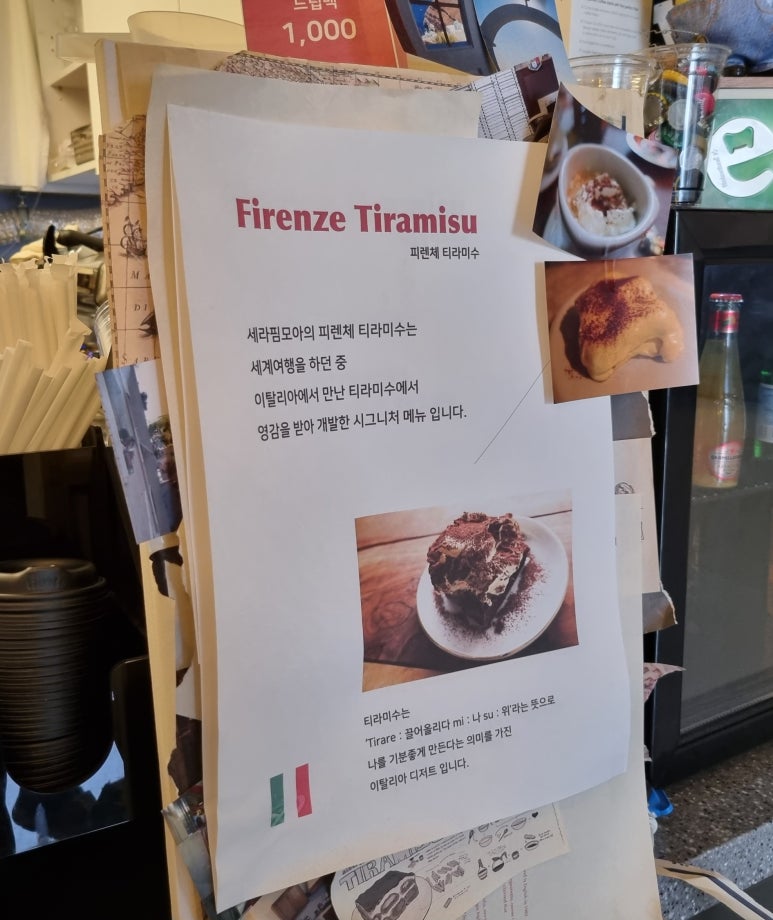 드립백
1,000
Firenze Tiramisu
피렌체 티라미수
세라핌모아의 피렌체 티라미수는
세계여행을 하던 중
이탈리아에서 만난 티라미수에서
영감을 받아 개발한 시그니처 메뉴 입니다.
티라미수는
'Tirare : 끌어올리다 mi : 나 su : 위'라는 뜻으로
나를 기분좋게 만든다는 의미를 가진
이탈리아 디저트 입니다.